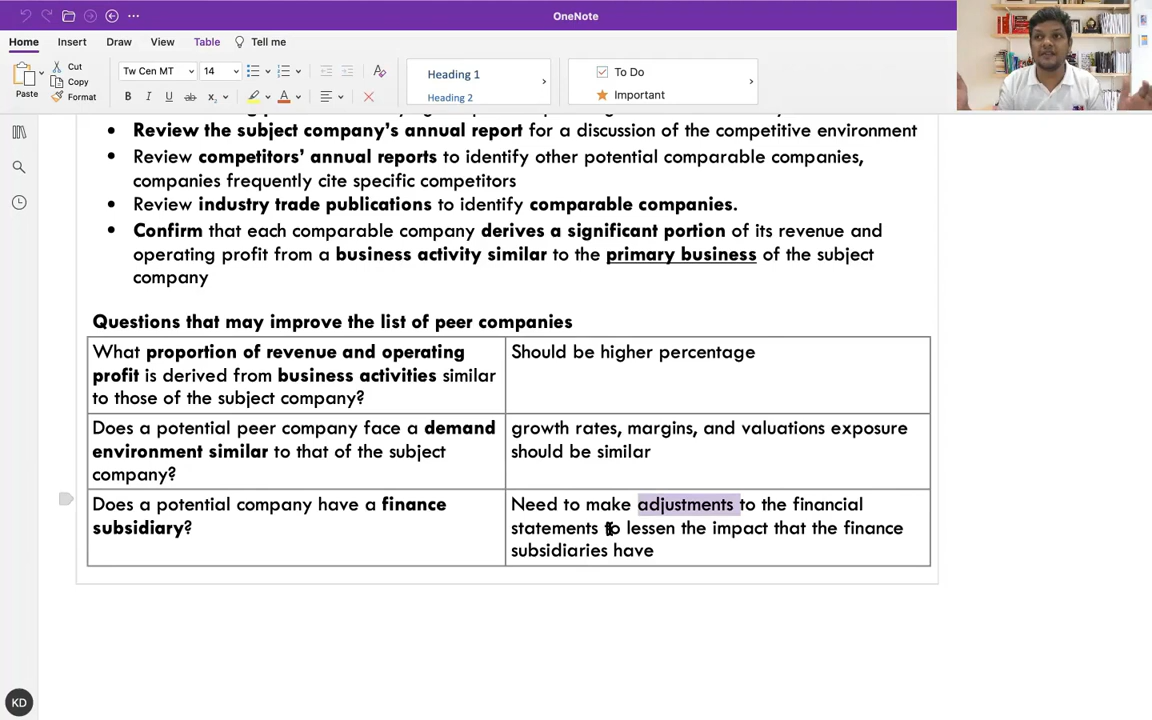 OneNote
Home Insert Draw View Table Tell me
Paste
Cut
Copy
Format
Tw Cen MT 14
B I U ab X2 A
Heading 1
Heading 2
To Do
Important
• Review the subject company's annual report for a discussion of the competitive environment
• Review competitors' annual reports to identify other potential comparable companies,
companies frequently cite specific competitors
• Review industry trade publications to identify comparable companies.
• Confirm that each comparable company derives a significant portion of its revenue and
operating profit from a business activity similar to the primary business of the subject
company
Questions that may improve the list of peer companies
What proportion of revenue and operating
profit is derived from business activities similar
to those of the subject company?
Should be higher percentage
Does a potential peer company face a demand
environment similar to that of the subject
company?
growth rates, margins, and valuations exposure
should be similar
Does a potential company have a finance
subsidiary?
Need to make adjustments to the financial
statements to lessen the impact that the finance
subsidiaries have
KD